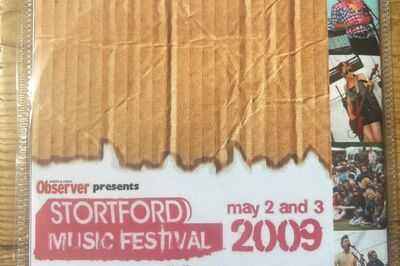 Observer presents
STORTFORD
MUSIC FESTIVAL
may 2 and 3
2009